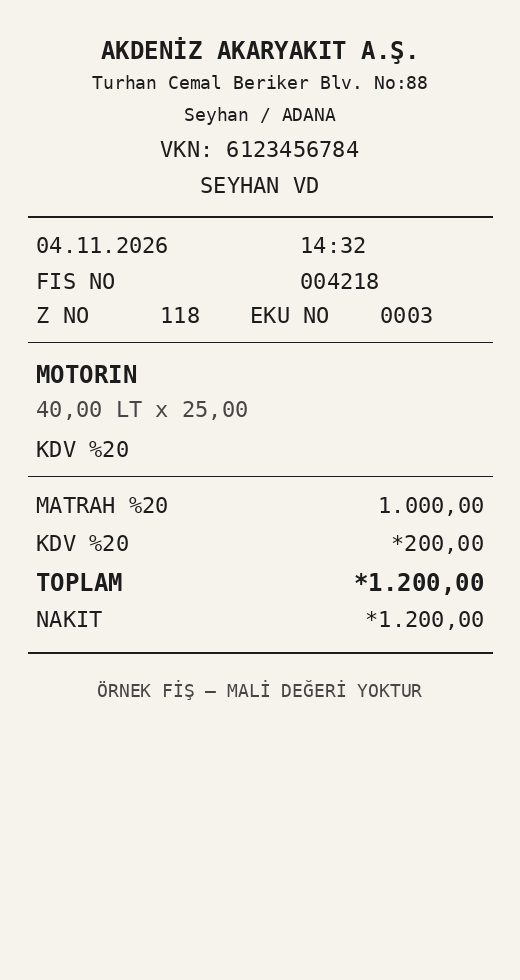 AKDENİZ AKARYAKIT A.Ş.
Turhan Cemal Beriker Blv. No:88
Seyhan / ADANA
VKN: 6123456784
SEYHAN VD
04.11.2026 14:32
FIS NO 004218
Z NO 118 EKU NO 0003
MOTORIN
40,00 LT x 25,00
KDV %20
MATRAH %20 1.000,00
KDV %20 *200,00
TOPLAM *1.200,00
NAKIT *1.200,00
ÖRNEK FİŞ — MALİ DEĞERİ YOKTUR